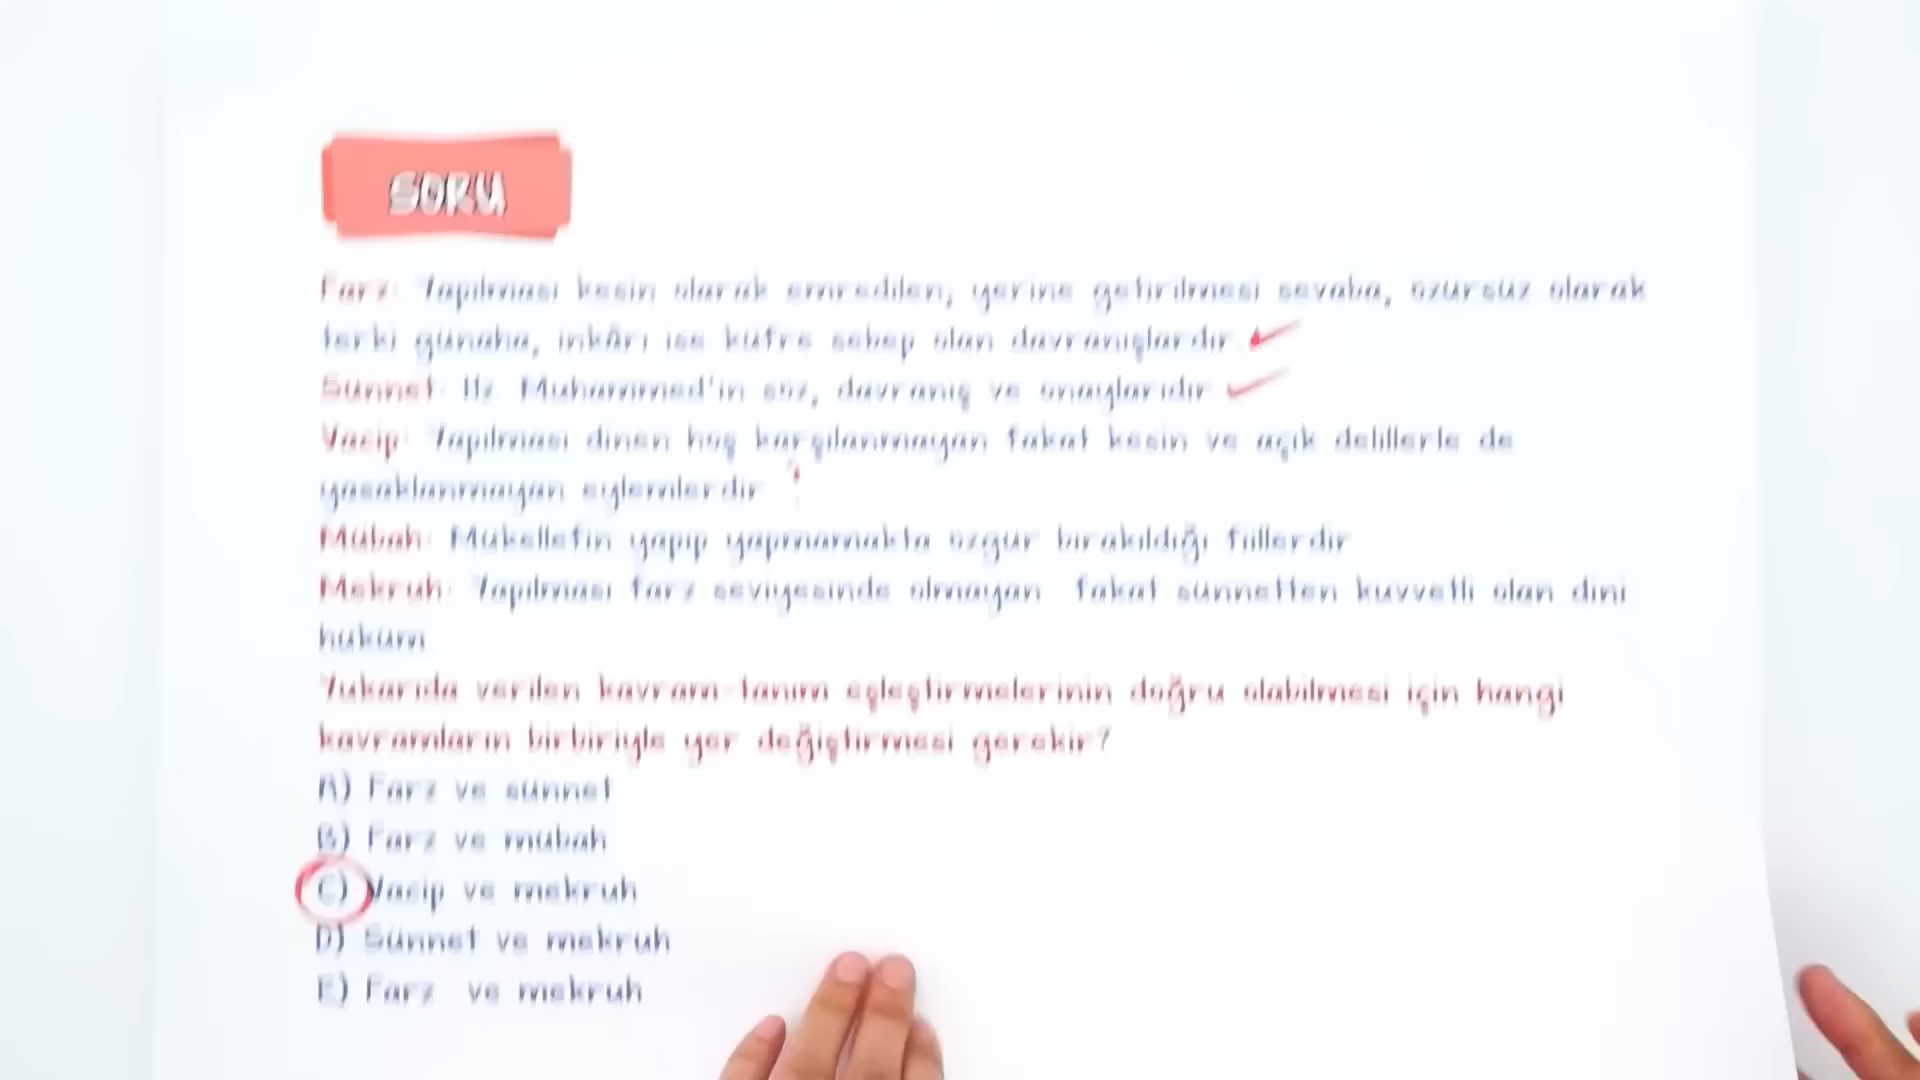 SORU
Farz: Yapılması kesin olarak emredilen, yerine getirilmesi sevaba, özürsüz olarak
terki günaha, inkârı ise küfre sebep olan davranışlardır
Sünnet: Hz. Muhammed'in söz, davranış ve onaylarıdır
Vacip: Yapılması dinen hoş karşılanmayan fakat kesin ve açık delillerle de
yasaklanmayan eylemlerdir
Mübah: Mükellefin yapıp yapmamakta özgür bırakıldığı fiillerdir
Mekruh: Yapılması farz seviyesinde olmayan fakat sünnetten kuvvetli olan dini
hüküm
Yukarıda verilen kavram-tanım eşleştirmelerinin doğru olabilmesi için hangi
kavramların birbiriyle yer değiştirmesi gerekir?
A) Farz ve sünnet
B) Farz ve mübah
C) Vacip ve mekruh
D) Sünnet ve mekruh
E) Farz ve mekruh